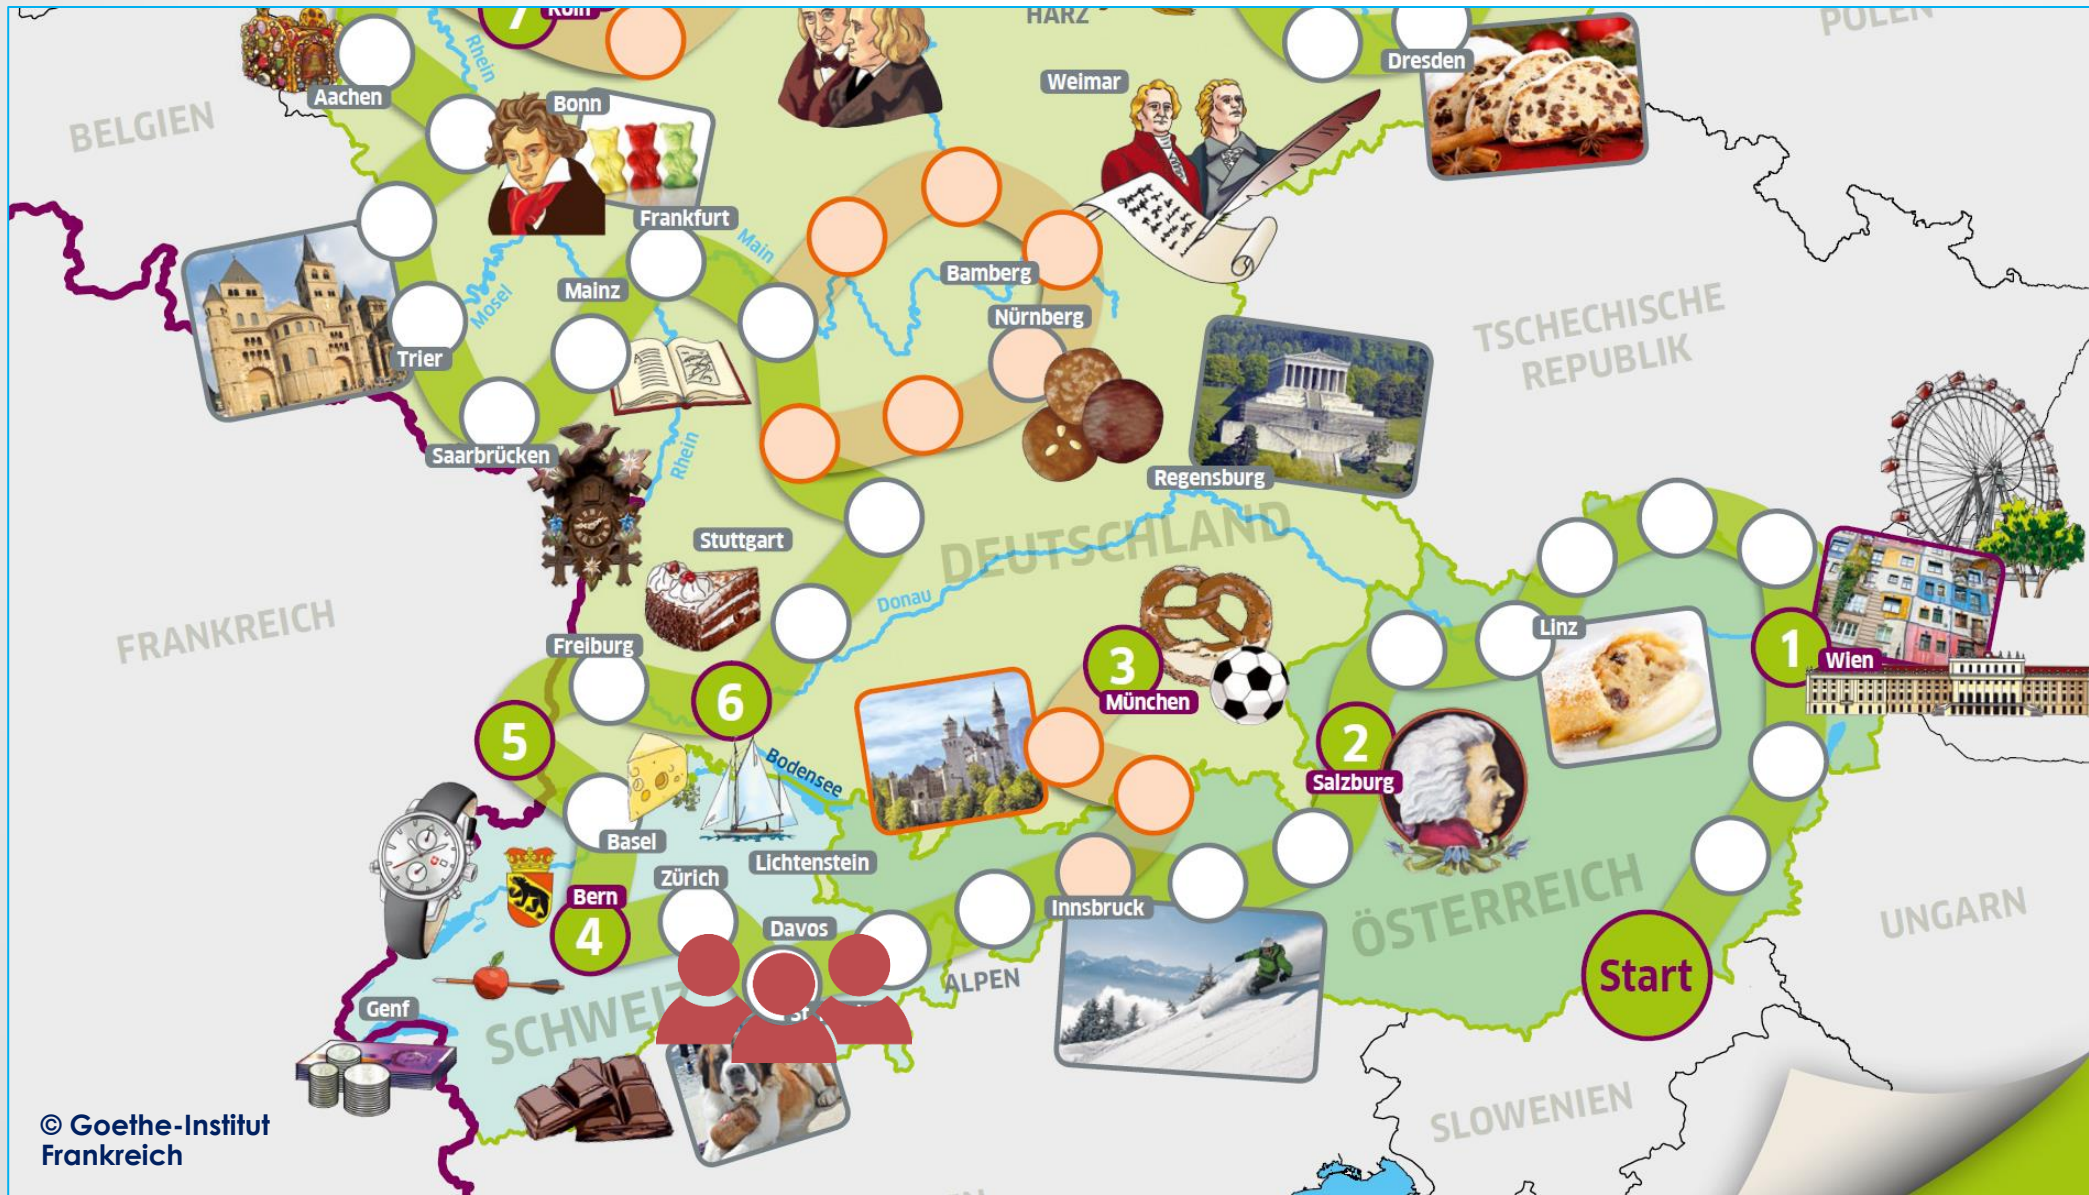 Köln
HARZ
POLEN
Rhein
Dresden
Weimar
Aachen
Bonn
BELGIEN
Frankfurt
Main
Bamberg
Mainz
Mosel
Nürnberg
TSCHECHISCHE
REPUBLIK
Trier
Saarbrücken
Rhein
Regensburg
DEUTSCHLAND
Stuttgart
Donau
FRANKREICH
Linz
1
Wien
Freiburg
3
München
6
5
2
Salzburg
Bodensee
Basel
Lichtenstein
Zürich
Bern
4
Innsbruck
Davos
ÖSTERREICH
UNGARN
Start
ALPEN
Genf
SCHWEIZ
SLOWENIEN
© Goethe-Institut
Frankreich